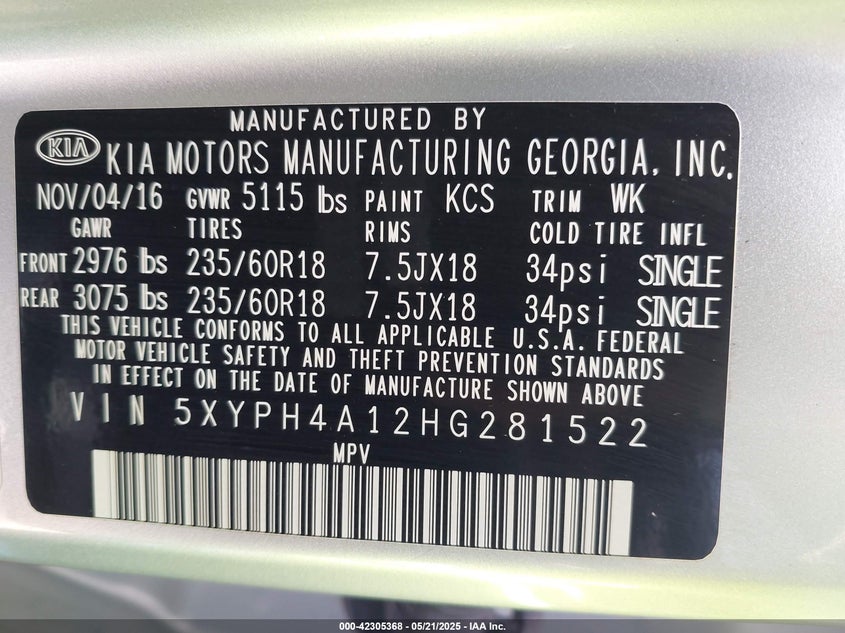 MANUFACTURED BY
KIA KIA MOTORS MANUFACTURING GEORGIA, INC.
NOV/04/16 GVWR 5115 lbs PAINT KCS TRIM WK
GAWR TIRES RIMS COLD TIRE INFL
FRONT 2976 lbs 235/60R18 7.5JX18 34psi SINGLE
REAR 3075 lbs 235/60R18 7.5JX18 34psi SINGLE
THIS VEHICLE CONFORMS TO ALL APPLICABLE U.S.A. FEDERAL
MOTOR VEHICLE SAFETY AND THEFT PREVENTION STANDARDS
IN EFFECT ON THE DATE OF MANUFACTURE SHOWN ABOVE
VIN 5XYPH4A12HG281522
MPV
000-42305368 - 05/21/2025 - IAA Inc.